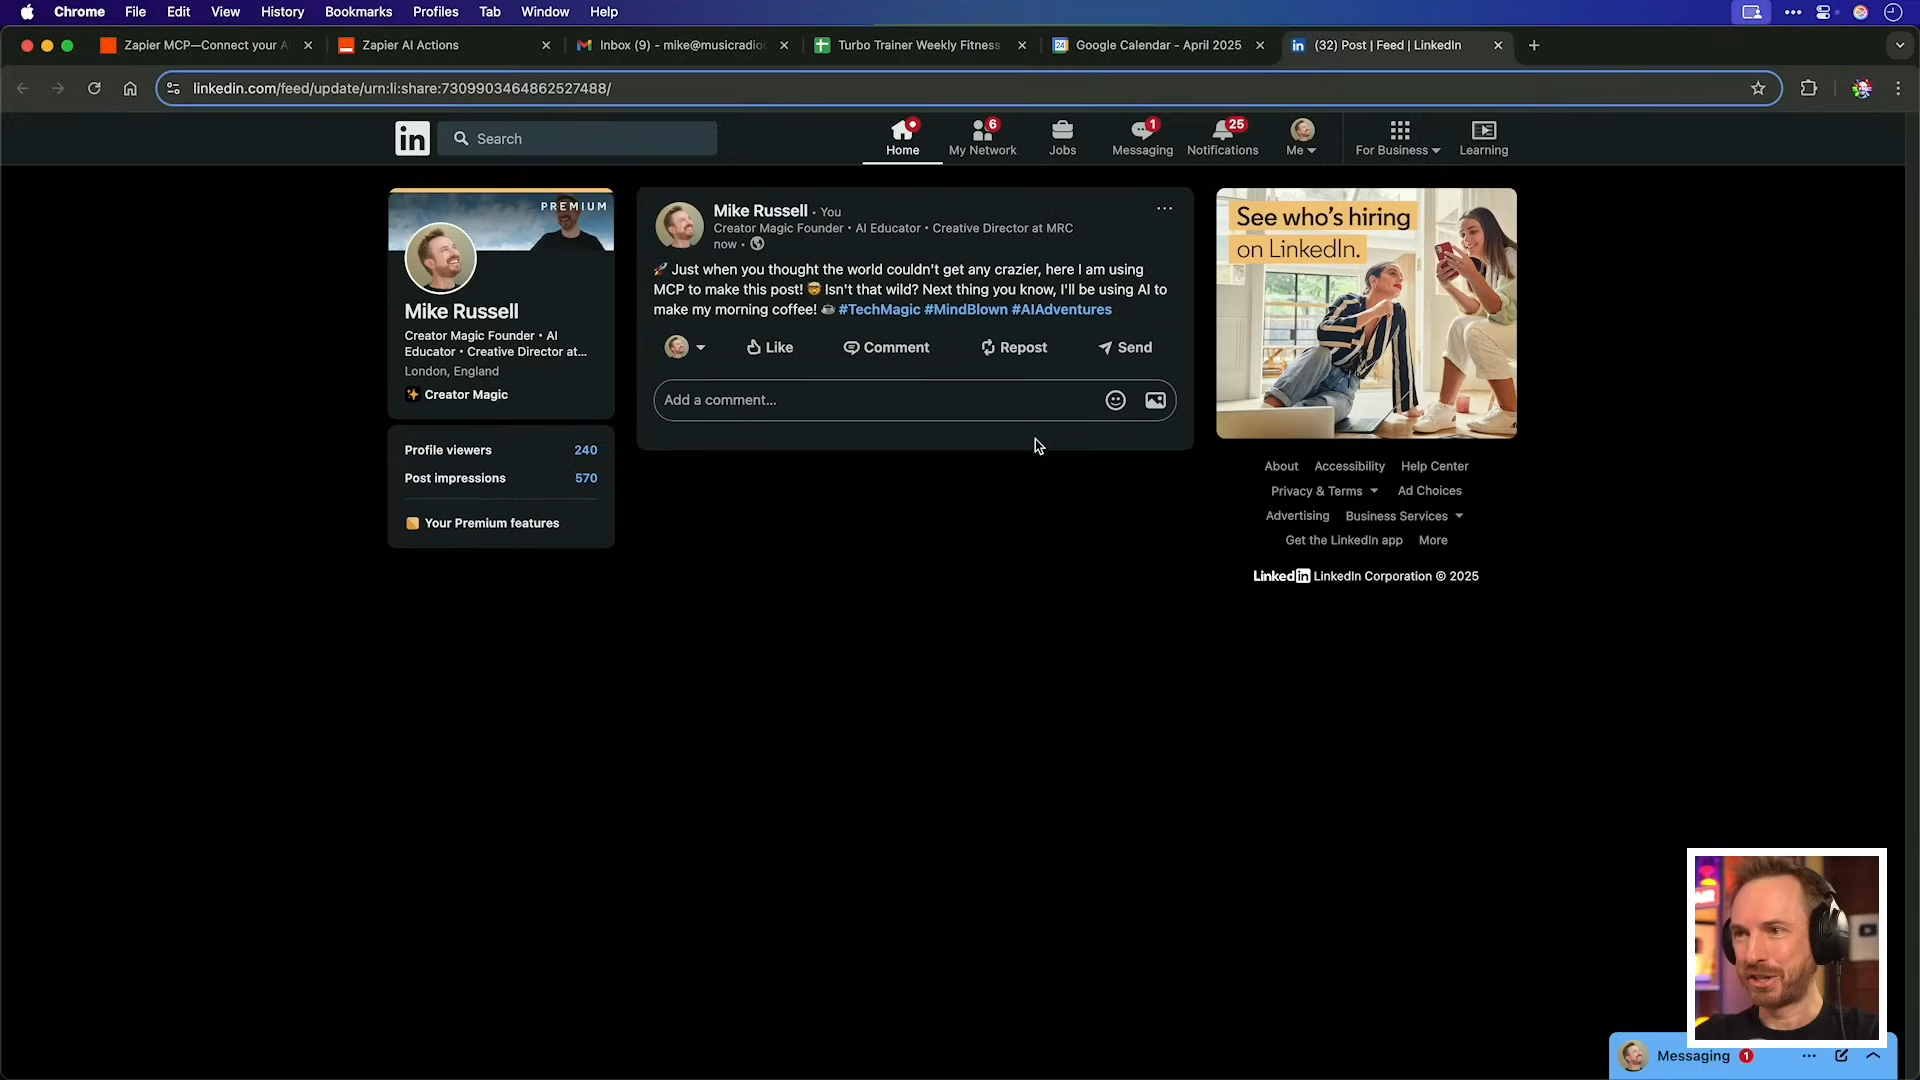 Chrome File Edit View History Bookmarks Profiles Tab Window Help
Zapier MCP—Connect your A
Zapier AI Actions
Inbox (9) - mike@musicradio
Turbo Trainer Weekly Fitness
Google Calendar - April 2025
(32) Post | Feed | LinkedIn
linkedin.com/feed/update/urn:li:share:7309903464862527488/
in
Search
Home
6
My Network
Jobs
1
Messaging
25
Notifications
Me
For Business
Learning
PREMIUM
Mike Russell
Creator Magic Founder • AI
Educator • Creative Director at...
London, England
Creator Magic
Profile viewers 240
Post impressions 570
Your Premium features
Mike Russell • You
Creator Magic Founder • AI Educator • Creative Director at MRC
now •
🚀 Just when you thought the world couldn't get any crazier, here I am using
MCP to make this post! 🤯 Isn't that wild? Next thing you know, I'll be using AI to
make my morning coffee! ☕ #TechMagic #MindBlown #AIAdventures
Like Comment Repost Send
Add a comment...
See who's hiring
on LinkedIn.
About Accessibility Help Center
Privacy & Terms Ad Choices
Advertising Business Services
Get the LinkedIn app More
LinkedIn LinkedIn Corporation © 2025
Messaging 1